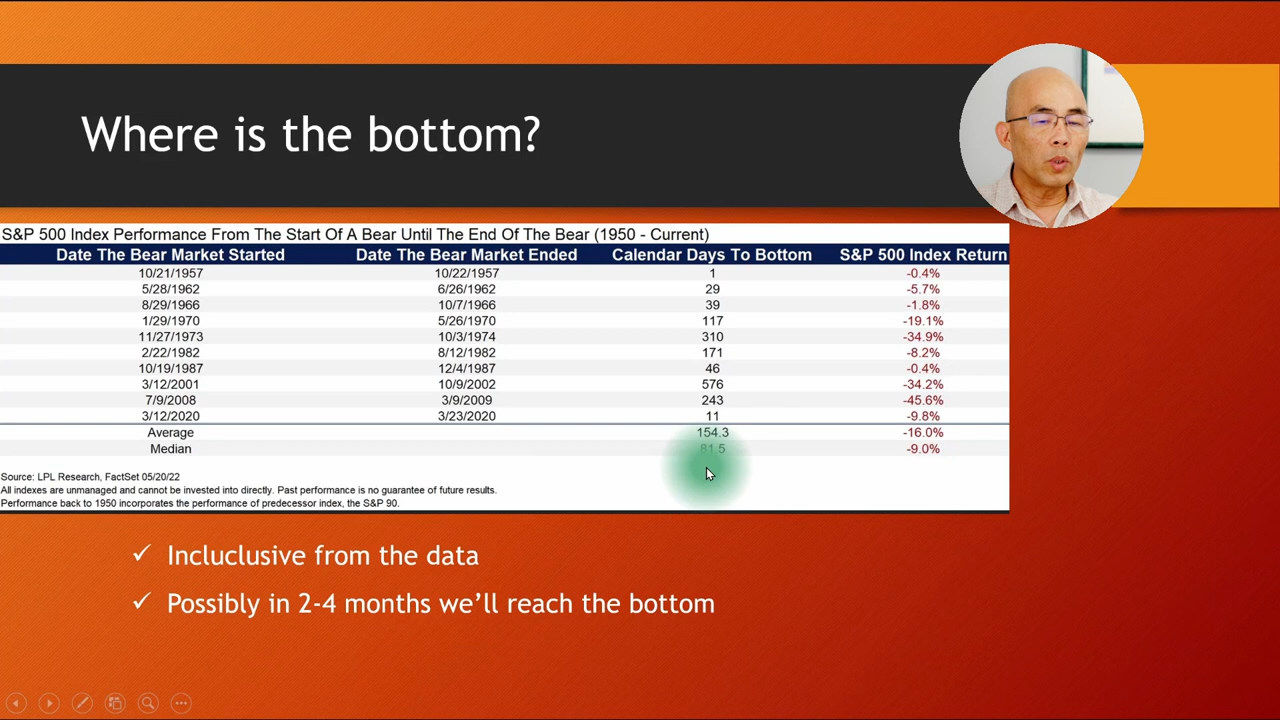 Where is the bottom?
S&P 500 Index Performance From The Start Of A Bear Until The End Of The Bear (1950 - Current)
Date The Bear Market Started Date The Bear Market Ended Calendar Days To Bottom S&P 500 Index Return
10/21/1957 10/22/1957 1 -0.4%
5/28/1962 6/26/1962 29 -5.7%
8/29/1966 10/7/1966 39 -1.8%
1/29/1970 5/26/1970 117 -19.1%
11/27/1973 10/3/1974 310 -34.9%
2/22/1982 8/12/1982 171 -8.2%
10/19/1987 12/4/1987 46 -0.4%
3/12/2001 10/9/2002 576 -34.2%
7/9/2008 3/9/2009 243 -45.6%
3/12/2020 3/23/2020 11 -9.8%
Average 154.3 -16.0%
Median 81.5 -9.0%
Source: LPL Research, FactSet 05/20/22
All indexes are unmanaged and cannot be invested into directly. Past performance is no guarantee of future results.
Performance back to 1950 incorporates the performance of predecessor index, the S&P 90.
✓ Incluclusive from the data
✓ Possibly in 2-4 months we'll reach the bottom